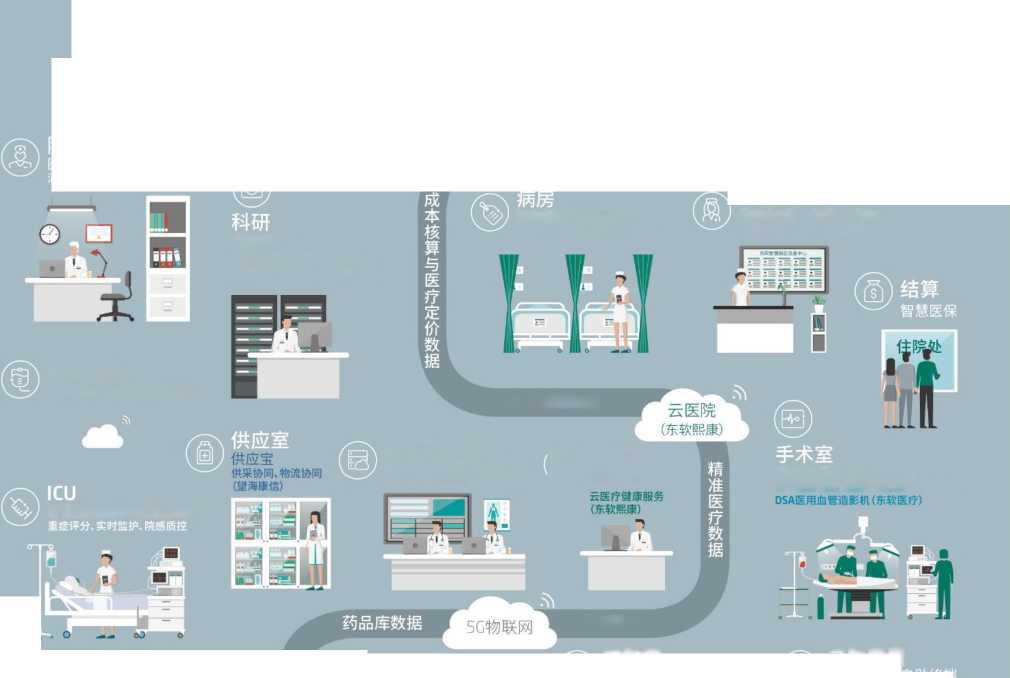 科研
成本核算与医疗定价数据
病房
结算
智慧医保
住院处
云医院
(东软熙康)
手术室
DSA医用血管造影机(东软医疗)
供应室
供应宝
供采协同、物流协同
(望海康信)
ICU
重症评分、实时监护、院感质控
云医疗健康服务
(东软熙康)
精准医疗数据
药品库数据
5G物联网